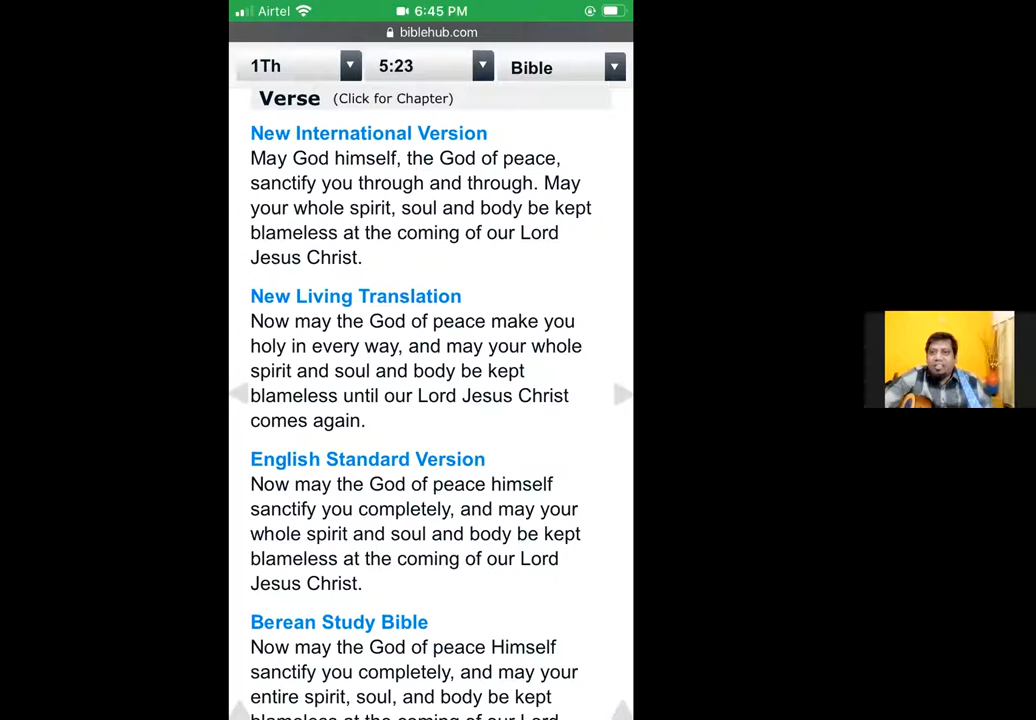 Airtel 6:45 PM
biblehub.com
1Th 5:23 Bible
Verse (Click for Chapter)
New International Version
May God himself, the God of peace,
sanctify you through and through. May
your whole spirit, soul and body be kept
blameless at the coming of our Lord
Jesus Christ.
New Living Translation
Now may the God of peace make you
holy in every way, and may your whole
spirit and soul and body be kept
blameless until our Lord Jesus Christ
comes again.
English Standard Version
Now may the God of peace himself
sanctify you completely, and may your
whole spirit and soul and body be kept
blameless at the coming of our Lord
Jesus Christ.
Berean Study Bible
Now may the God of peace Himself
sanctify you completely, and may your
entire spirit, soul, and body be kept
blameless at the coming of our Lord